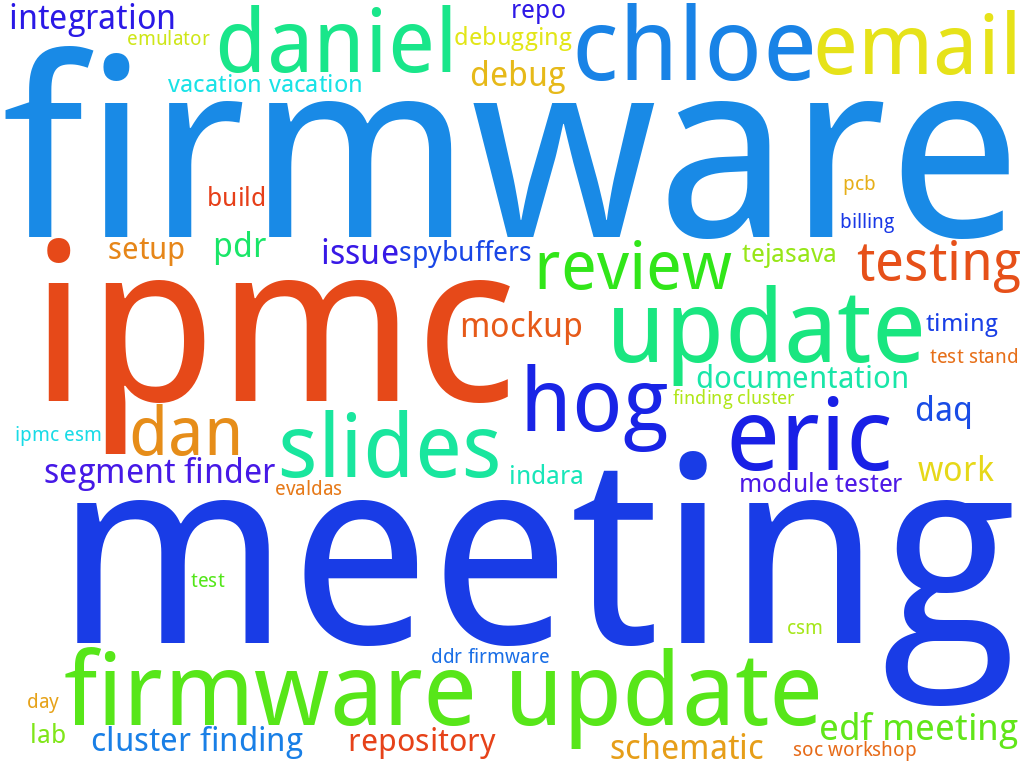 integration
repo
emulator
daniel
debugging
chloe
email
vacation vacation
debug
firmware
build
pcb
billing
setup
pdr
issue
spybuffers
review
tejasava
testing
ipmc
mockup
update
timing
test stand
documentation
hog
finding cluster
eric
daq
ipmc esm
dan
slides
segment finder
evaldas
indara
module tester
work
meeting
test
csm
ddr firmware
firmware update
day
lab
cluster finding
repository
schematic
edf meeting
soc workshop